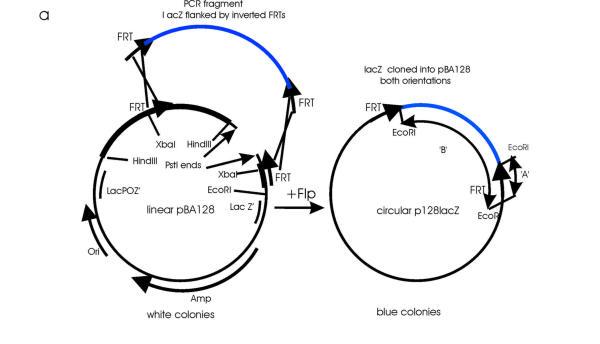 a
PCR fragment
l acZ flanked by inverted FRTs
FRT
FRT
FRT
XbaI
HindIII
HindIII
PstI ends
XbaI
FRT
EcoRI
LacPOZ'
linear pBA128
Lac Z'
Ori
Amp
white colonies
+Flp
lacZ cloned into pBA128
both orientations
FRT
EcoRI
'B'
EcoRI
'A'
FRT
EcoR
circular p128lacZ
blue colonies